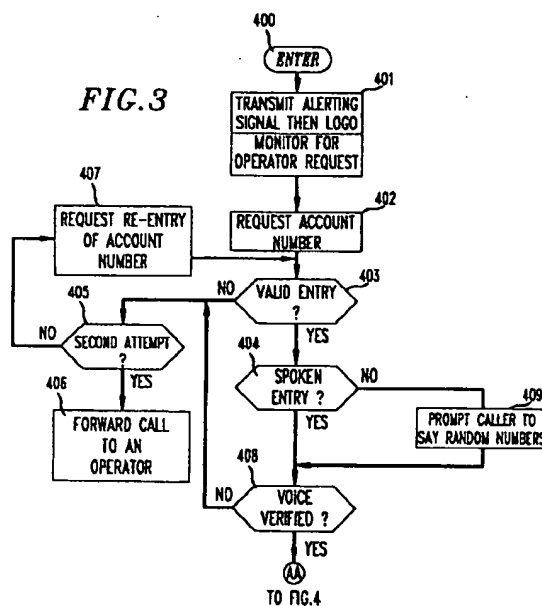 400
ENTER
FIG.3
401
TRANSMIT ALERTING
SIGNAL THEN LOGO
MONITOR FOR
OPERATOR REQUEST
407
REQUEST RE-ENTRY
OF ACCOUNT
NUMBER
402
REQUEST ACCOUNT
NUMBER
403
NO
VALID ENTRY
?
YES
405
NO
SECOND ATTEMPT
?
YES
404
SPOKEN
ENTRY ?
NO
YES
409
PROMPT CALLER TO
SAY RANDOM NUMBERS
406
FORWARD CALL
TO AN
OPERATOR
408
NO
VOICE
VERIFIED ?
YES
AA
TO FIG.4